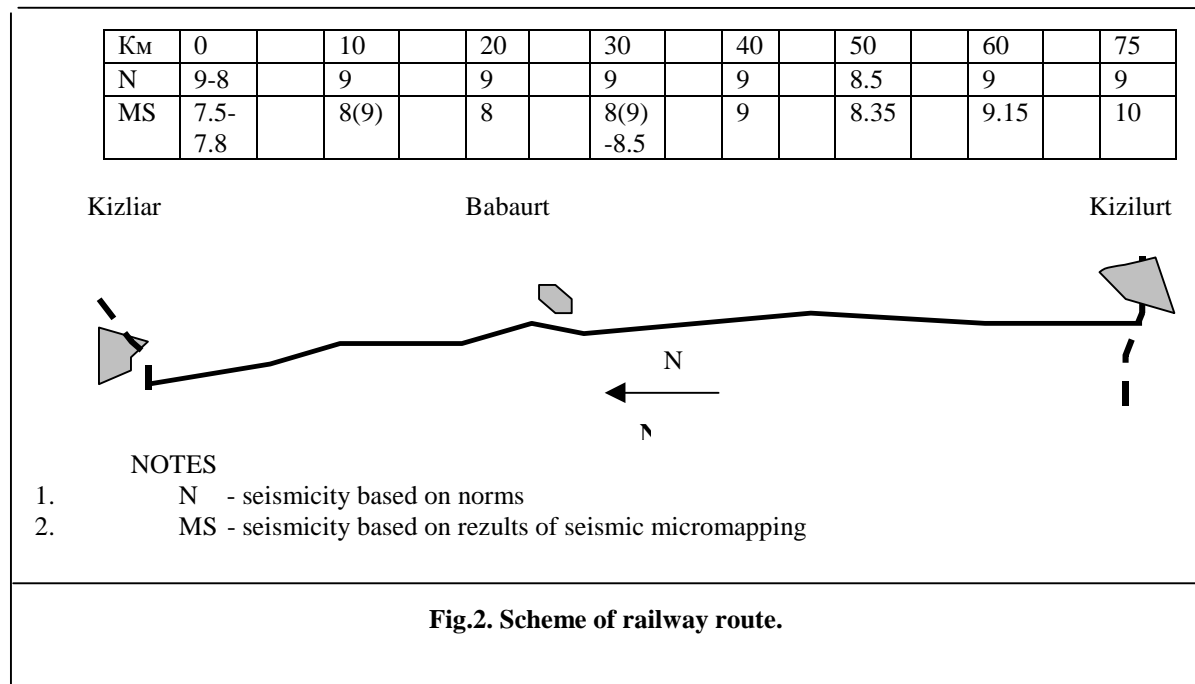 Км 0 10 20 30 40 50 60 75
N 9-8 9 9 9 9 8.5 9 9
MS 7.5-7.8 8(9) 8 8(9)-8.5 9 8.35 9.15 10
Kizliar Babaurt Kizilurt
N
NOTES
1. N - seismicity based on norms
2. MS - seismicity based on rezults of seismic micromapping
Fig.2. Scheme of railway route.